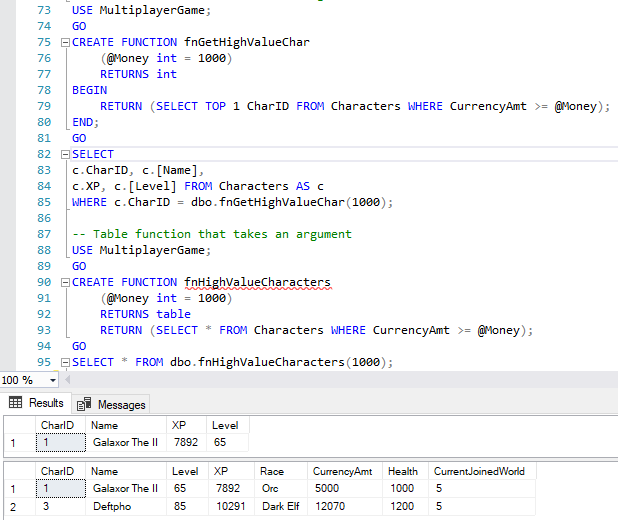 73 USE MultiplayerGame;
74 GO
75 CREATE FUNCTION fnGetHighValueChar
76 (@Money int = 1000)
77 RETURNS int
78 BEGIN
79 RETURN (SELECT TOP 1 CharID FROM Characters WHERE CurrencyAmt >= @Money);
80 END;
81 GO
82 SELECT
83 c.CharID, c.[Name],
84 c.XP, c.[Level] FROM Characters AS c
85 WHERE c.CharID = dbo.fnGetHighValueChar(1000);
86
87 -- Table function that takes an argument
88 USE MultiplayerGame;
89 GO
90 CREATE FUNCTION fnHighValueCharacters
91 (@Money int = 1000)
92 RETURNS table
93 RETURN (SELECT * FROM Characters WHERE CurrencyAmt >= @Money);
94 GO
95 SELECT * FROM dbo.fnHighValueCharacters(1000);
100 %
Results Messages
CharID Name XP Level
1 1 Galaxor The II 7892 65
CharID Name Level XP Race CurrencyAmt Health CurrentJoinedWorld
1 1 Galaxor The II 65 7892 Orc 5000 1000 5
2 3 Deftpho 85 10291 Dark Elf 12070 1200 5